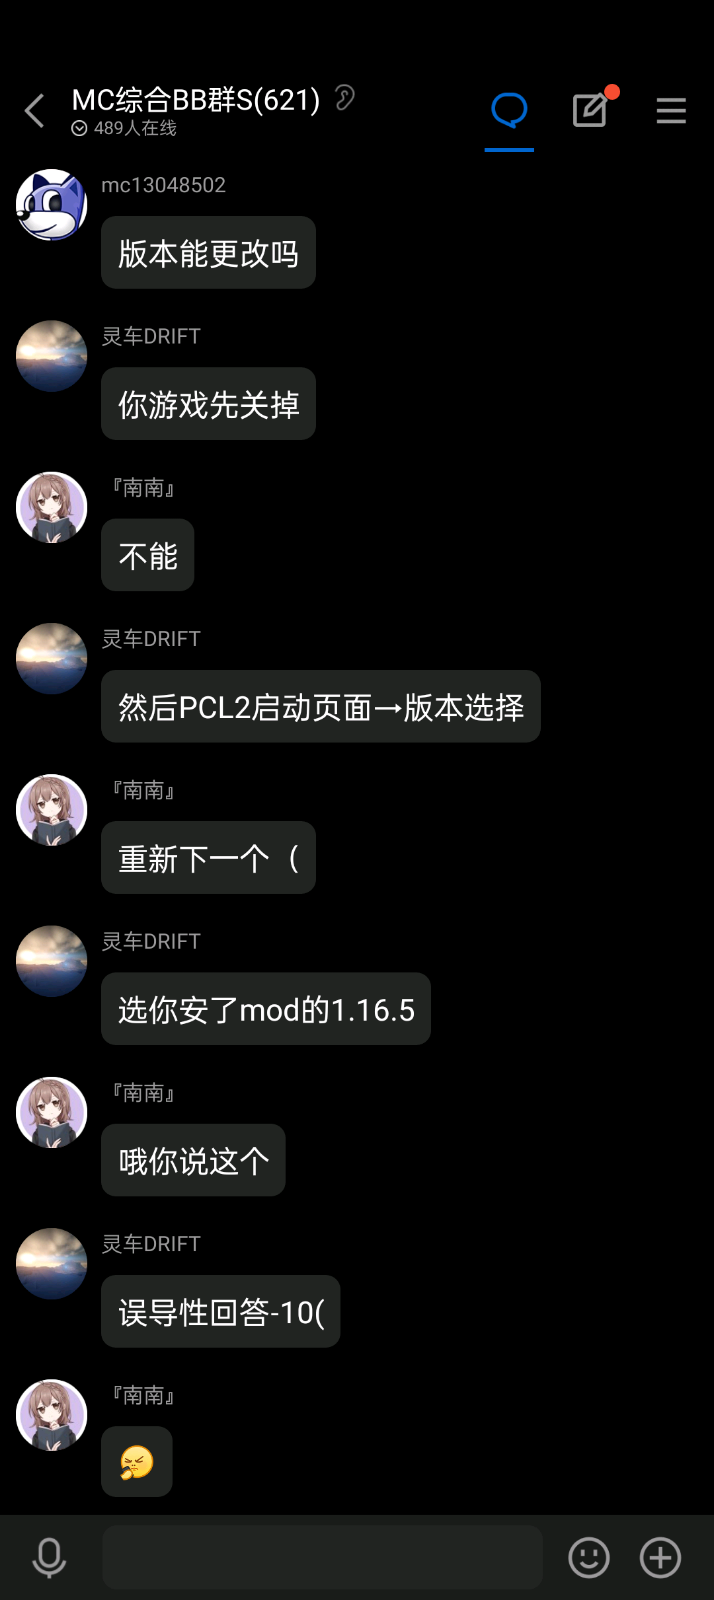 MC综合BB群S(621)
489人在线
mc13048502
版本能更改吗
灵车DRIFT
你游戏先关掉
『南南』
不能
灵车DRIFT
然后PCL2启动页面→版本选择
『南南』
重新下一个（
灵车DRIFT
选你安了mod的1.16.5
『南南』
哦你说这个
灵车DRIFT
误导性回答-10(
『南南』